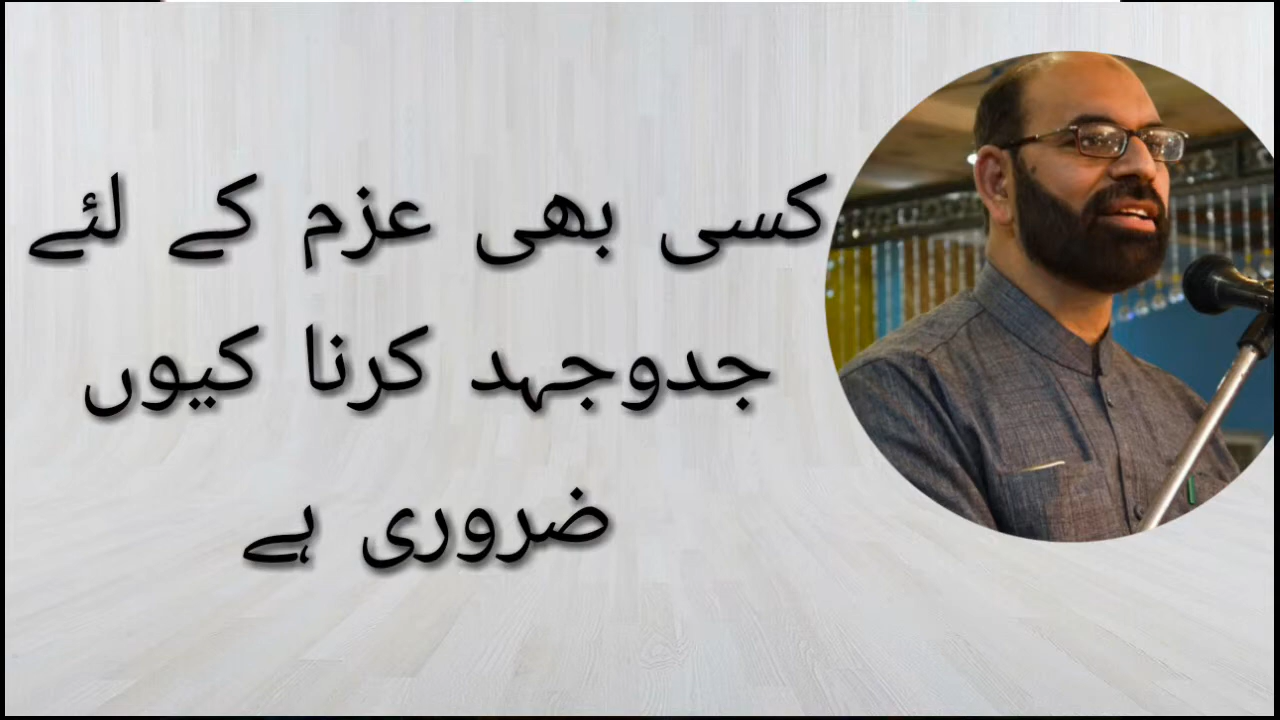 کسی بھی عزم کے لئے
جدوجہد کرنا کیوں
ضروری ہے